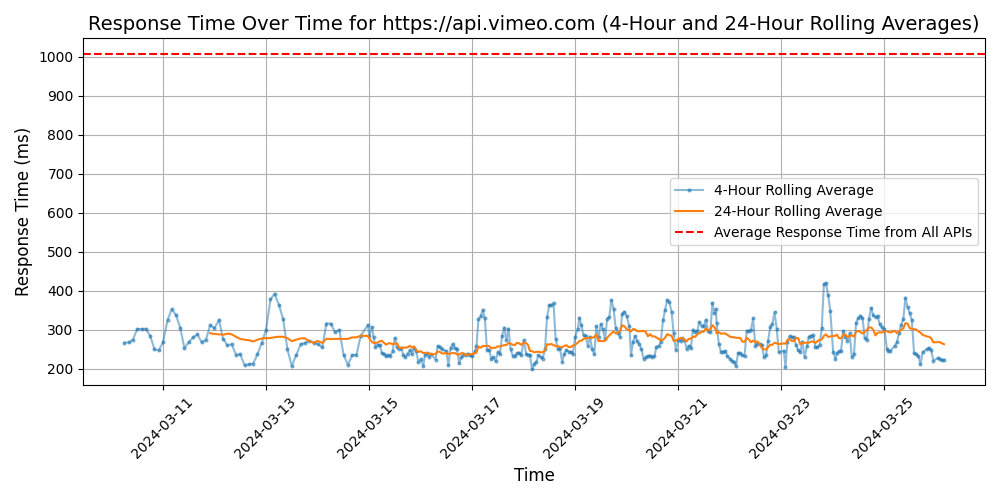 Response Time Over Time for https://api.vimeo.com (4-Hour and 24-Hour Rolling Averages)
Response Time (ms)
1000
900
800
700
600
500
400
300
200
4-Hour Rolling Average
24-Hour Rolling Average
Average Response Time from All APIs
2024-03-11
2024-03-13
2024-03-15
2024-03-17
2024-03-19
2024-03-21
2024-03-23
2024-03-25
Time